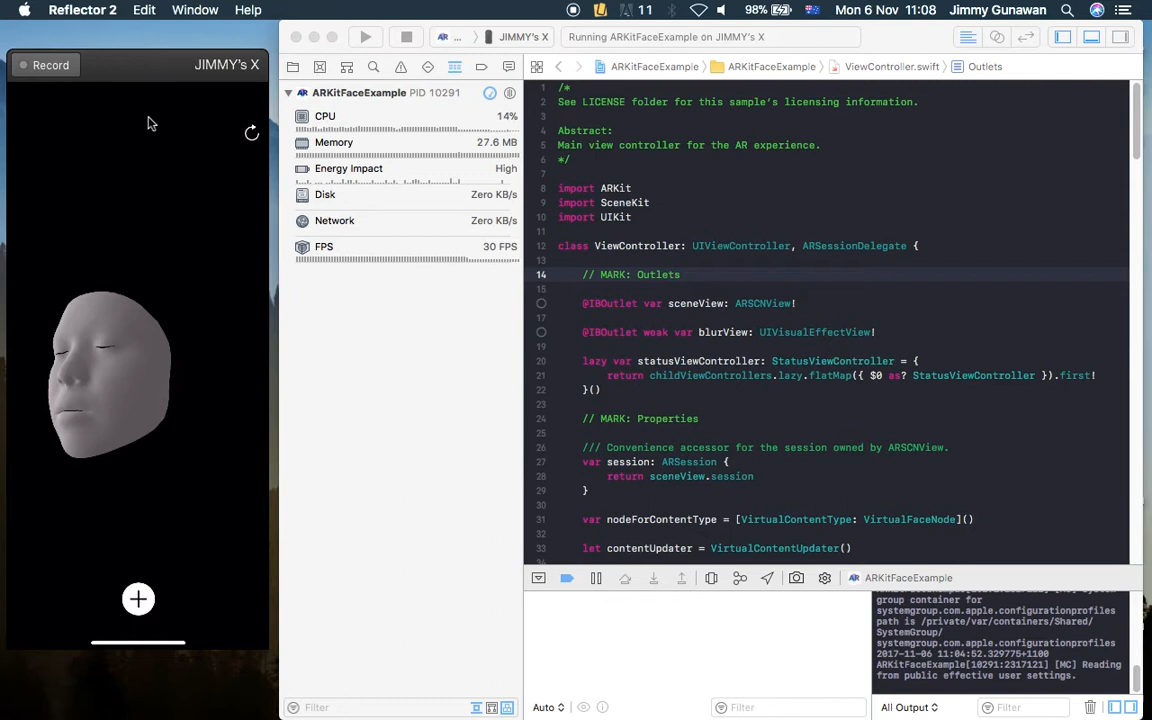 Reflector 2 Edit Window Help 11 98% Mon 6 Nov 11:08 Jimmy Gunawan
Record JIMMY's X
AR ... JIMMY's X Running ARKitFaceExample on JIMMY's X
ARKitFaceExample ARKitFaceExample ViewController.swift Outlets
ARKitFaceExample PID 10291
CPU 14%
Memory 27.6 MB
Energy Impact High
Disk Zero KB/s
Network Zero KB/s
FPS 30 FPS
Filter
1 /*
2 See LICENSE folder for this sample's licensing information.
3
4 Abstract:
5 Main view controller for the AR experience.
6 */
7
8 import ARKit
9 import SceneKit
10 import UIKit
11
12 class ViewController: UIViewController, ARSessionDelegate {
13
14 // MARK: Outlets
15
@IBOutlet var sceneView: ARSCNView!
17
@IBOutlet weak var blurView: UIVisualEffectView!
19
20 lazy var statusViewController: StatusViewController = {
21 return childViewControllers.lazy.flatMap({ $0 as? StatusViewController }).first!
22 }()
23
24 // MARK: Properties
25
26 /// Convenience accessor for the session owned by ARSCNView.
27 var session: ARSession {
28 return sceneView.session
29 }
30
31 var nodeForContentType = [VirtualContentType: VirtualFaceNode]()
32
33 let contentUpdater = VirtualContentUpdater()
AR ARKitFaceExample
group container for
systemgroup.com.apple.configurationprofiles
path is /private/var/containers/Shared/
SystemGroup/
systemgroup.com.apple.configurationprofiles
2017-11-06 11:04:52.329775+1100
ARKitFaceExample[10291:2317121] [MC] Reading
from public effective user settings.
Auto Filter All Output Filter